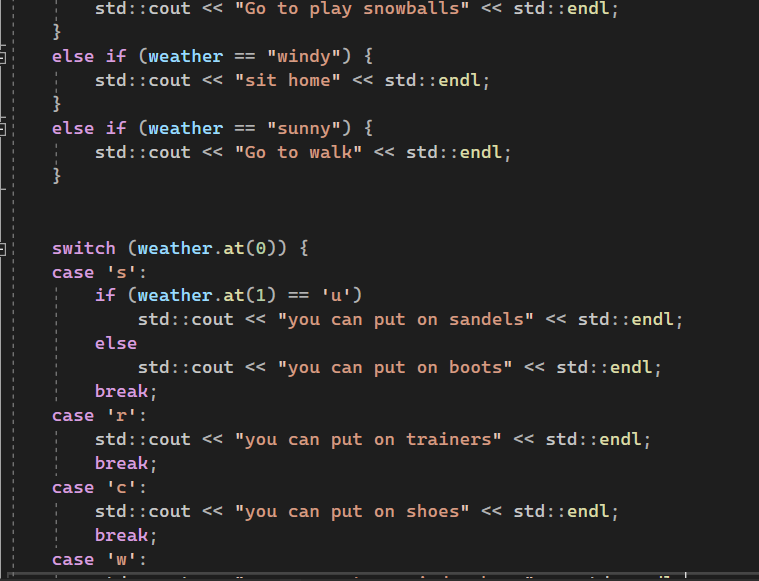 std::cout << "Go to play snowballs" << std::endl;
}
else if (weather == "windy") {
std::cout << "sit home" << std::endl;
}
else if (weather == "sunny") {
std::cout << "Go to walk" << std::endl;
}
switch (weather.at(0)) {
case 's':
if (weather.at(1) == 'u')
std::cout << "you can put on sandels" << std::endl;
else
std::cout << "you can put on boots" << std::endl;
break;
case 'r':
std::cout << "you can put on trainers" << std::endl;
break;
case 'c':
std::cout << "you can put on shoes" << std::endl;
break;
case 'w':